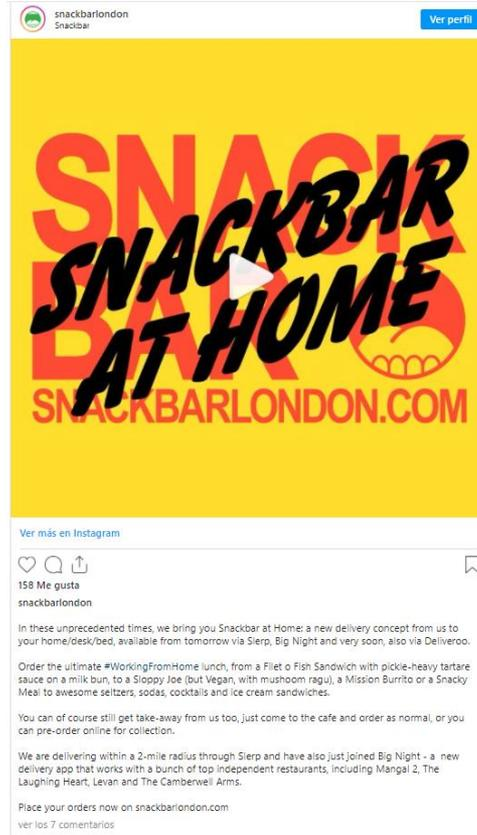 snackbarlondon
Snackbar
Ver perfil
SNACK
BAR
SNACKBAR
AT HOME
SNACKBARLONDON.COM
Ver más en Instagram
158 Me gusta
snackbarlondon
In these unprecedented times, we bring you Snackbar at Home: a new delivery concept from us to
your home/desk/bed, available from tomorrow via Slerp, Big Night and very soon, also via Deliveroo.
Order the ultimate #WorkingFromHome lunch, from a Filet o Fish Sandwich with pickle-heavy tartare
sauce on a milk bun, to a Sloppy Joe (but Vegan, with mushoom ragu), a Mission Burrito or a Snacky
Meal to awesome seltzers, sodas, cocktails and ice cream sandwiches.
You can of course still get take-away from us too, just come to the cafe and order as normal, or you
can pre-order online for collection.
We are delivering within a 2-mile radius through Slerp and have also just joined Big Night - a new
delivery app that works with a bunch of top independent restaurants, including Mangal 2, The
Laughing Heart, Levan and The Camberwell Arms.
Place your orders now on snackbarlondon.com
ver los 7 comentarios